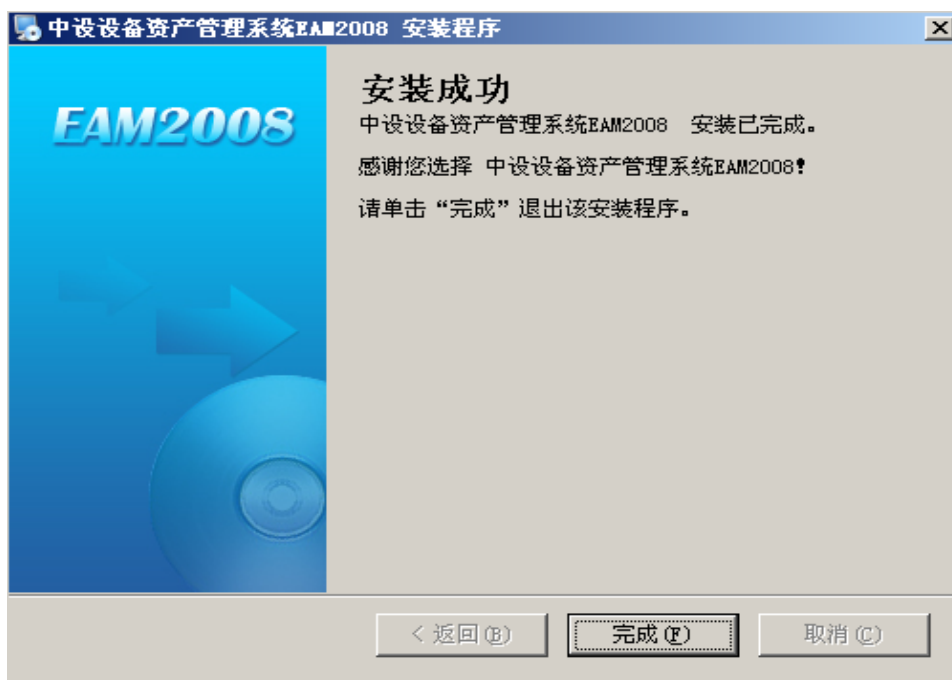 中设设备资产管理系统EAM2008 安装程序
EAM2008
安装成功
中设设备资产管理系统EAM2008 安装已完成。
感谢您选择 中设设备资产管理系统EAM2008!
请单击“完成”退出该安装程序。
< 返回(B)
完成(F)
取消(C)